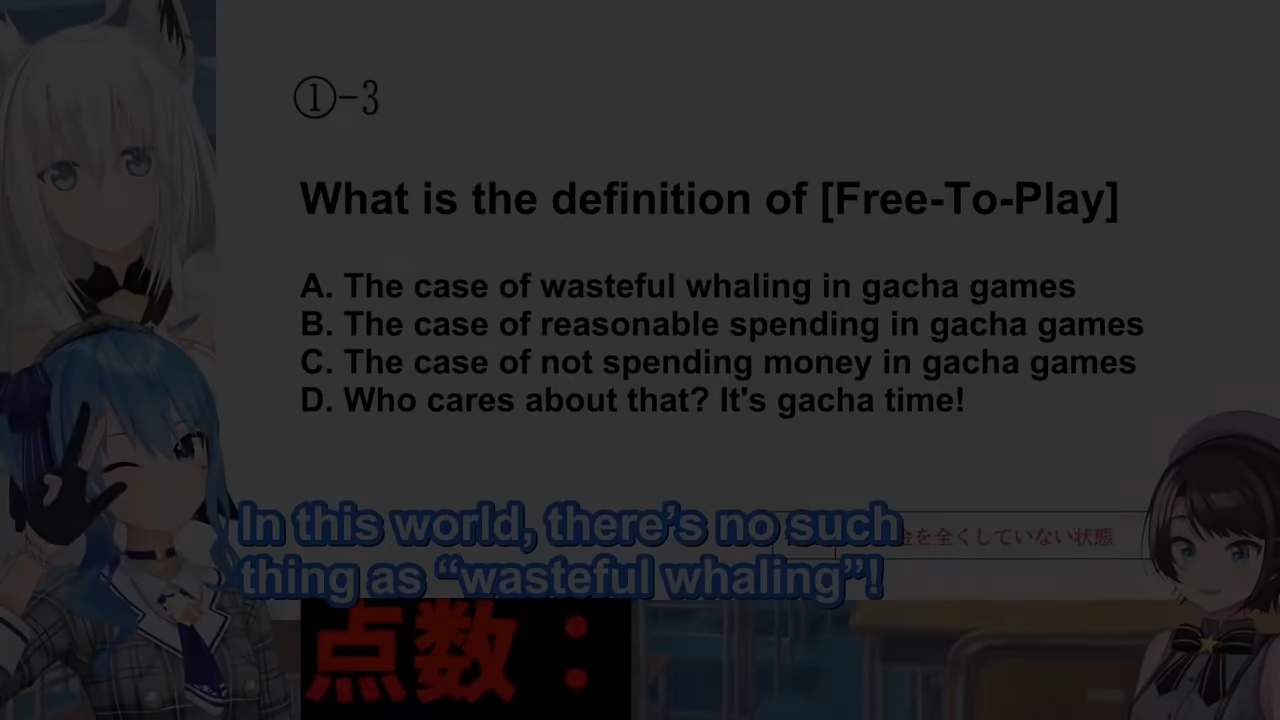 ①-3
What is the definition of [Free-To-Play]
A. The case of wasteful whaling in gacha games
B. The case of reasonable spending in gacha games
C. The case of not spending money in gacha games
D. Who cares about that? It's gacha time!
In this world, there's no such
thing as “wasteful whaling”!
金を全くしていない状態
点数：